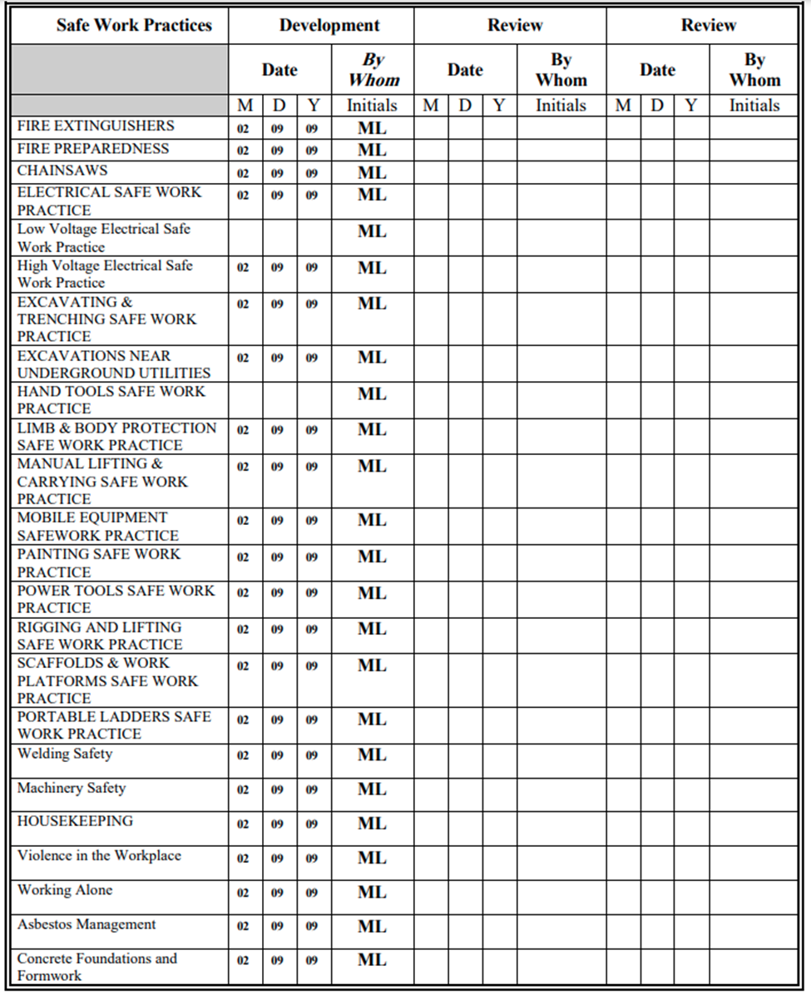 Safe Work Practices Development Review Review
Date By Whom Date By Whom Date By Whom
M D Y Initials M D Y Initials M D Y Initials
FIRE EXTINGUISHERS 02 09 09 ML
FIRE PREPAREDNESS 02 09 09 ML
CHAINSAWS 02 09 09 ML
ELECTRICAL SAFE WORK 02 09 09 ML
PRACTICE
Low Voltage Electrical Safe ML
Work Practice
High Voltage Electrical Safe 02 09 09 ML
Work Practice
EXCAVATING & 02 09 09 ML
TRENCHING SAFE WORK
PRACTICE
EXCAVATIONS NEAR 02 09 09 ML
UNDERGROUND UTILITIES
HAND TOOLS SAFE WORK ML
PRACTICE
LIMB & BODY PROTECTION 02 09 09 ML
SAFE WORK PRACTICE
MANUAL LIFTING & 02 09 09 ML
CARRYING SAFE WORK
PRACTICE
MOBILE EQUIPMENT 02 09 09 ML
SAFEWORK PRACTICE
PAINTING SAFE WORK 02 09 09 ML
PRACTICE
POWER TOOLS SAFE WORK 02 09 09 ML
PRACTICE
RIGGING AND LIFTING 02 09 09 ML
SAFE WORK PRACTICE
SCAFFOLDS & WORK 02 09 09 ML
PLATFORMS SAFE WORK
PRACTICE
PORTABLE LADDERS SAFE 02 09 09 ML
WORK PRACTICE
Welding Safety 02 09 09 ML
Machinery Safety 02 09 09 ML
HOUSEKEEPING 02 09 09 ML
Violence in the Workplace 02 09 09 ML
Working Alone 02 09 09 ML
Asbestos Management 02 09 09 ML
Concrete Foundations and 02 09 09 ML
Formwork